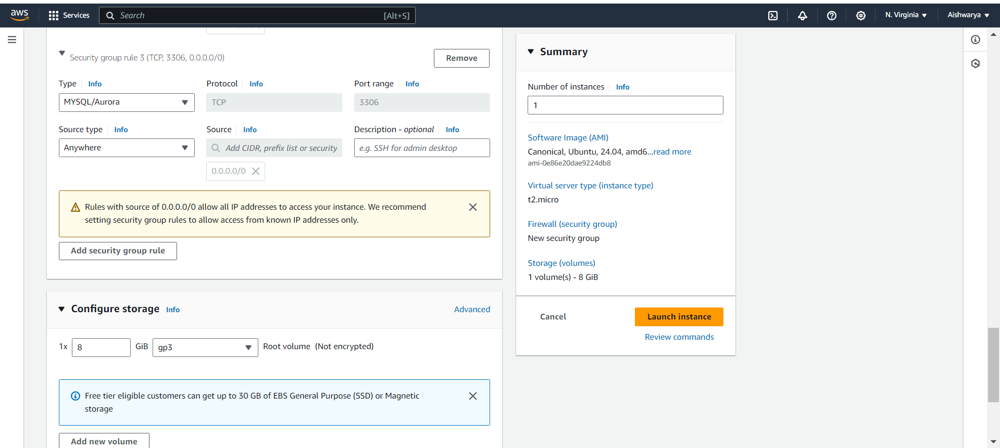 aws Services Search [Alt+S] N. Virginia Aishwarya
Security group rule 3 (TCP, 3306, 0.0.0.0/0) Remove
Type Info Protocol Info Port range Info
MYSQL/Aurora TCP 3306
Source type Info Source Info Description - optional Info
Anywhere Add CIDR, prefix list or security e.g. SSH for admin desktop
0.0.0.0/0
Rules with source of 0.0.0.0/0 allow all IP addresses to access your instance. We recommend
setting security group rules to allow access from known IP addresses only.
Add security group rule
Configure storage Info Advanced
1x 8 GiB gp3 Root volume (Not encrypted)
Free tier eligible customers can get up to 30 GB of EBS General Purpose (SSD) or Magnetic
storage
Add new volume
Summary
Number of instances Info
1
Software Image (AMI)
Canonical, Ubuntu, 24.04, amd6...read more
ami-0e86e20dae9224db8
Virtual server type (instance type)
t2.micro
Firewall (security group)
New security group
Storage (volumes)
1 volume(s) - 8 GiB
Cancel Launch instance
Review commands